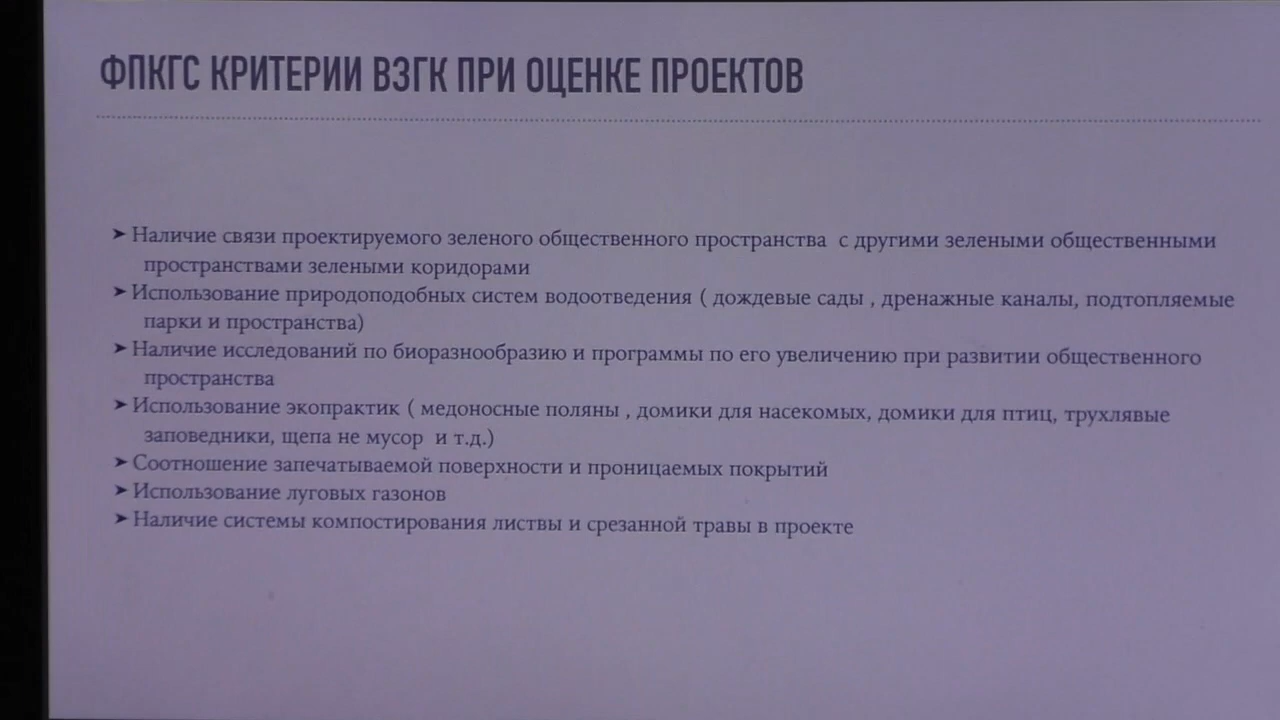 ФПКГС КРИТЕРИИ ВЗГК ПРИ ОЦЕНКЕ ПРОЕКТОВ
➤ Наличие связи проектируемого зеленого общественного пространства с другими зелеными общественными
пространствами зелеными коридорами
➤ Использование природоподобных систем водоотведения ( дождевые сады , дренажные каналы, подтопляемые
парки и пространства)
➤ Наличие исследований по биоразнообразию и программы по его увеличению при развитии общественного
пространства
➤ Использование экопрактик ( медоносные поляны , домики для насекомых, домики для птиц, трухлявые
заповедники, щепа не мусор и т.д.)
➤ Соотношение запечатываемой поверхности и проницаемых покрытий
➤ Использование луговых газонов
➤ Наличие системы компостирования листвы и срезанной травы в проекте